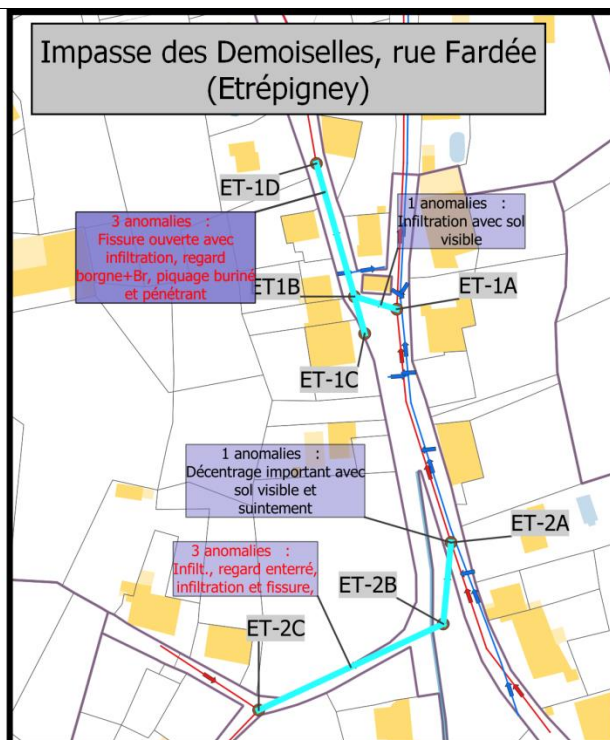 Impasse des Demoiselles, rue Fardée
(Etrépigney)
ET-1D
1 anomalies :
Infiltration avec sol
visible
3 anomalies :
Fissure ouverte avec
infiltration, regard
borgne+Br, piquage buriné
et pénétrant
ET1B
ET-1A
ET-1C
1 anomalies :
Décentrage important avec
sol visible et
suintement
ET-2A
3 anomalies :
Infilt., regard enterré,
infiltration et fissure,
ET-2B
ET-2C